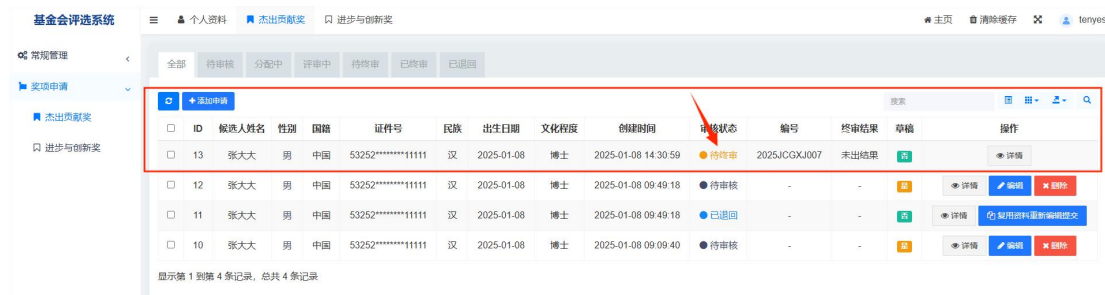 基金会评选系统 个人资料 杰出贡献奖 进步与创新奖 主页 清除缓存 tenyes
常规管理
全部 待审核 分配中 评审中 待终审 已终审 已退回
奖项申请
添加申请 搜索
杰出贡献奖
ID 候选人姓名 性别 国籍 证件号 民族 出生日期 文化程度 创建时间 审核状态 编号 终审结果 草稿 操作
进步与创新奖
13 张大大 男 中国 53252********11111 汉 2025-01-08 博士 2025-01-08 14:30:59 待终审 2025JCGXJ007 未出结果 否 详情
12 张大大 男 中国 53252********11111 汉 2025-01-08 博士 2025-01-08 09:49:18 待审核 - - 是 详情 编辑 删除
11 张大大 男 中国 53252********11111 汉 2025-01-08 博士 2025-01-08 09:49:18 已退回 - - 否 详情 复用资料重新编辑提交
10 张大大 男 中国 53252********11111 汉 2025-01-08 博士 2025-01-08 09:09:40 待审核 - - 是 详情 编辑 删除
显示第 1 到第 4 条记录，总共 4 条记录